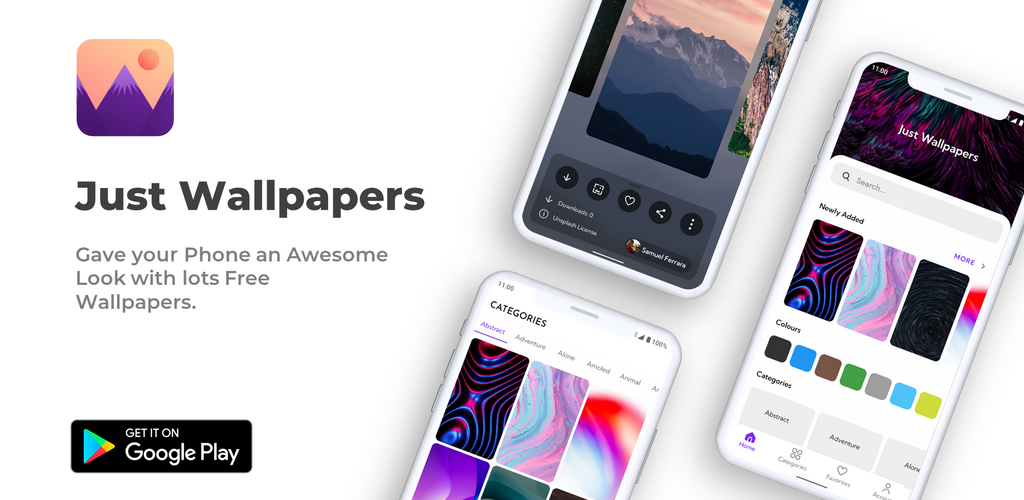 Just Wallpapers
Gave your Phone an Awesome
Look with lots Free
Wallpapers.
GET IT ON
Google Play
Downloads: 0
Unsplash License
Samuel Ferrara
11:00
100%
CATEGORIES
Abstract
Adventure
Alone
Amoled
Animal
Ar
11:00
Just Wallpapers
Search...
Newly Added
MORE
Colours
Categories
Abstract
Adventure
Alone
Home
Categories
Favorites